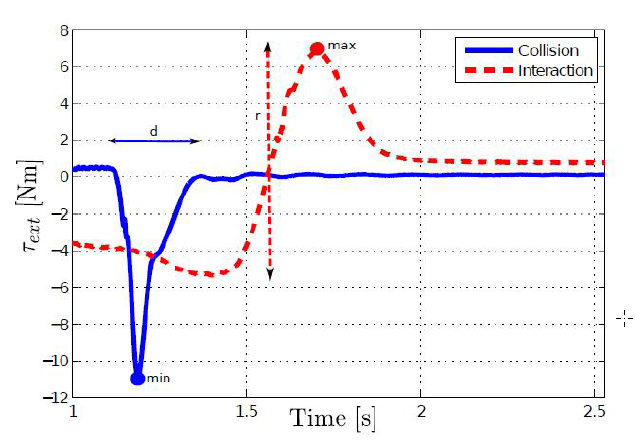 8
6
4
2
0
−2
−4
−6
−8
−10
−12
τext [Nm]
max
Collision
Interaction
r
d
min
1
1.5
2
2.5
Time [s]